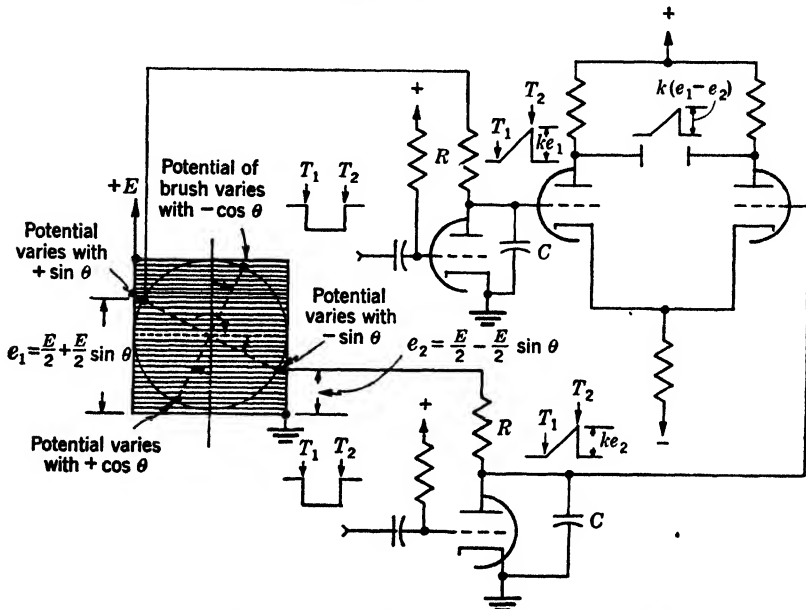 +
k(e₁−e₂)
T₂
+
T₁
ke₁
R
Potential of
brush varies
with − cos θ
T₁ T₂
+E
Potential
varies with
+ sin θ
C
Potential
varies with
− sin θ
e₁ = E/2 + E/2 sin θ
e₂ = E/2 − E/2 sin θ
Potential varies
with + cos θ
T₁ T₂
+
R
T₂
T₁
ke₂
−
C